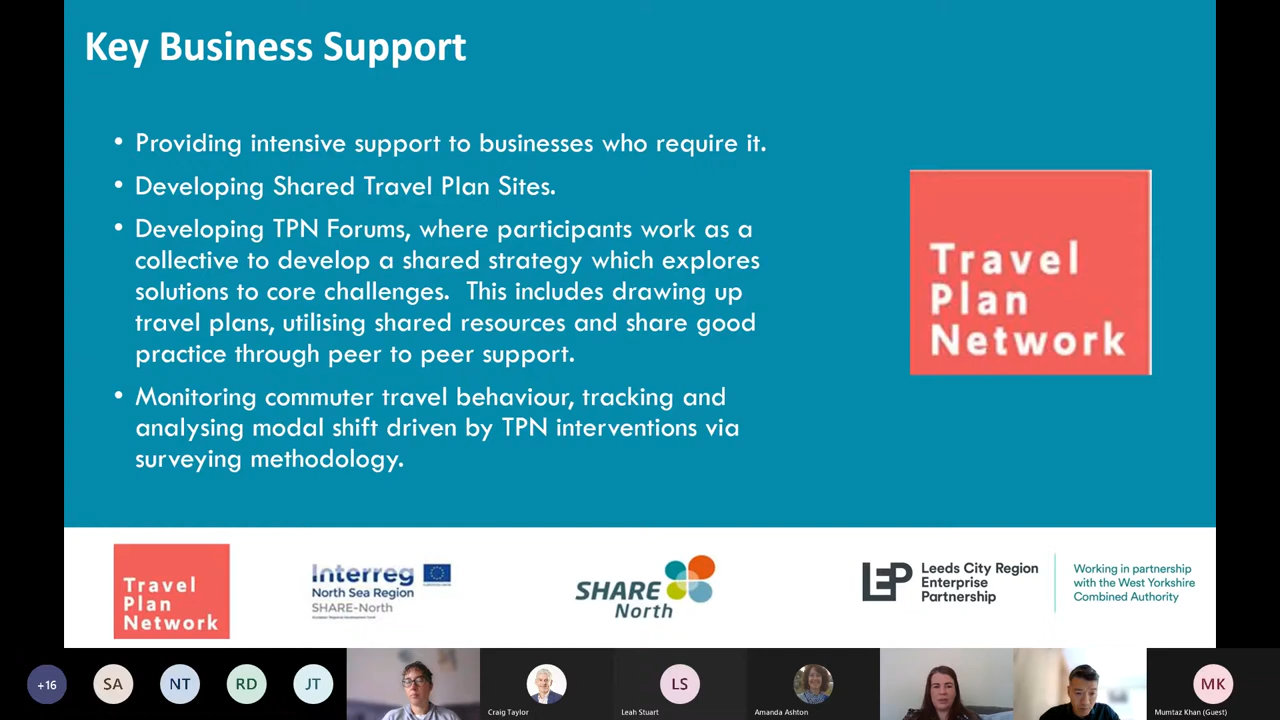 Key Business Support
• Providing intensive support to businesses who require it.
• Developing Shared Travel Plan Sites.
• Developing TPN Forums, where participants work as a
collective to develop a shared strategy which explores
solutions to core challenges.  This includes drawing up
travel plans, utilising shared resources and share good
practice through peer to peer support.
• Monitoring commuter travel behaviour, tracking and
analysing modal shift driven by TPN interventions via
surveying methodology.
Travel
Plan
Network
Travel
Plan
Network
Interreg
North Sea Region
SHARE-North
SHARE
North
LEP
Leeds City Region
Enterprise
Partnership
Working in partnership
with the West Yorkshire
Combined Authority
+16
SA
NT
RD
JT
Craig Taylor
LS
Leah Stuart
Amanda Ashton
MK
Mumtaz Khan (Guest)